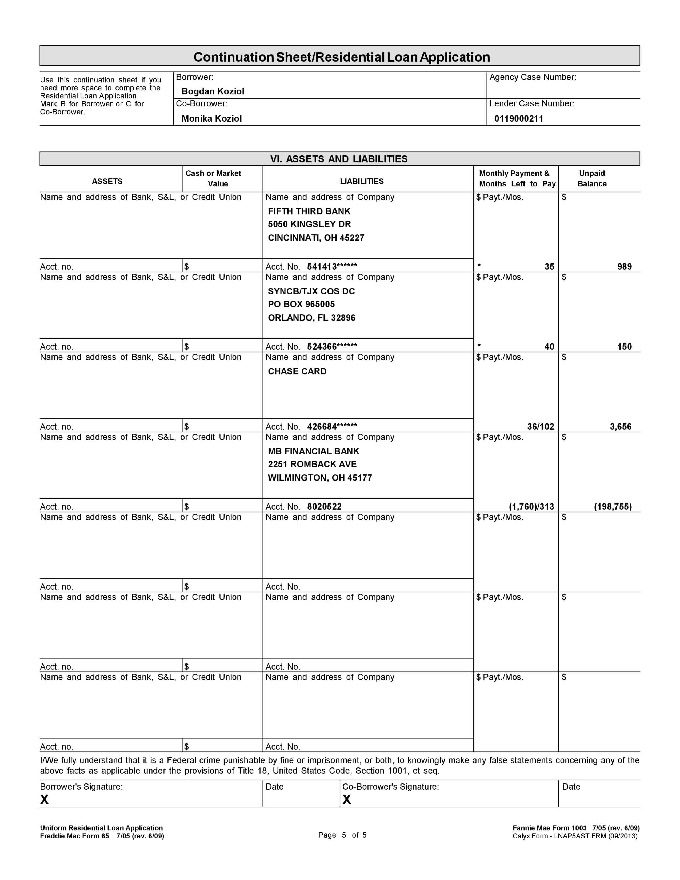 Continuation Sheet/Residential Loan Application
Use this continuation sheet if you
need more space to complete the
Residential Loan Application
Mark B for Borrower or C for
Co-Borrower.
Borrower:
Bogdan Koziol
Agency Case Number:
Co-Borrower:
Monika Koziol
Lender Case Number:
0119000211
VI. ASSETS AND LIABILITIES
ASSETS
Cash or Market
Value
LIABILITIES
Monthly Payment &
Months Left to Pay
Unpaid
Balance
Name and address of Bank, S&L, or Credit Union
Name and address of Company
$ Payt./Mos.
$
FIFTH THIRD BANK
5050 KINGSLEY DR
CINCINNATI, OH 45227
Acct. no.
$
Acct. No. 541413******
* 35
989
Name and address of Bank, S&L, or Credit Union
Name and address of Company
$ Payt./Mos.
$
SYNCB/TJX COS DC
PO BOX 965005
ORLANDO, FL 32896
Acct. no.
$
Acct. No. 524366******
* 40
150
Name and address of Bank, S&L, or Credit Union
Name and address of Company
$ Payt./Mos.
$
CHASE CARD
Acct. no.
$
Acct. No. 426684******
36/102
3,656
Name and address of Bank, S&L, or Credit Union
Name and address of Company
$ Payt./Mos.
$
MB FINANCIAL BANK
2251 ROMBACK AVE
WILMINGTON, OH 45177
Acct. no.
$
Acct. No. 8020522
(1,760)/313
(198,755)
Name and address of Bank, S&L, or Credit Union
Name and address of Company
$ Payt./Mos.
$
Acct. no.
$
Acct. No.
Name and address of Bank, S&L, or Credit Union
Name and address of Company
$ Payt./Mos.
$
Acct. no.
$
Acct. No.
Name and address of Bank, S&L, or Credit Union
Name and address of Company
$ Payt./Mos.
$
Acct. no.
$
Acct. No.
I/We fully understand that it is a Federal crime punishable by fine or imprisonment, or both, to knowingly make any false statements concerning any of the
above facts as applicable under the provisions of Title 18, United States Code, Section 1001, et seq.
Borrower's Signature:
X
Date
Co-Borrower's Signature:
X
Date
Uniform Residential Loan Application
Freddie Mac Form 65 7/05 (rev. 6/09)
Page 5 of 5
Fannie Mae Form 1003 7/05 (rev. 6/09)
Calyx Form - LNAP5AST.FRM (09/2013)